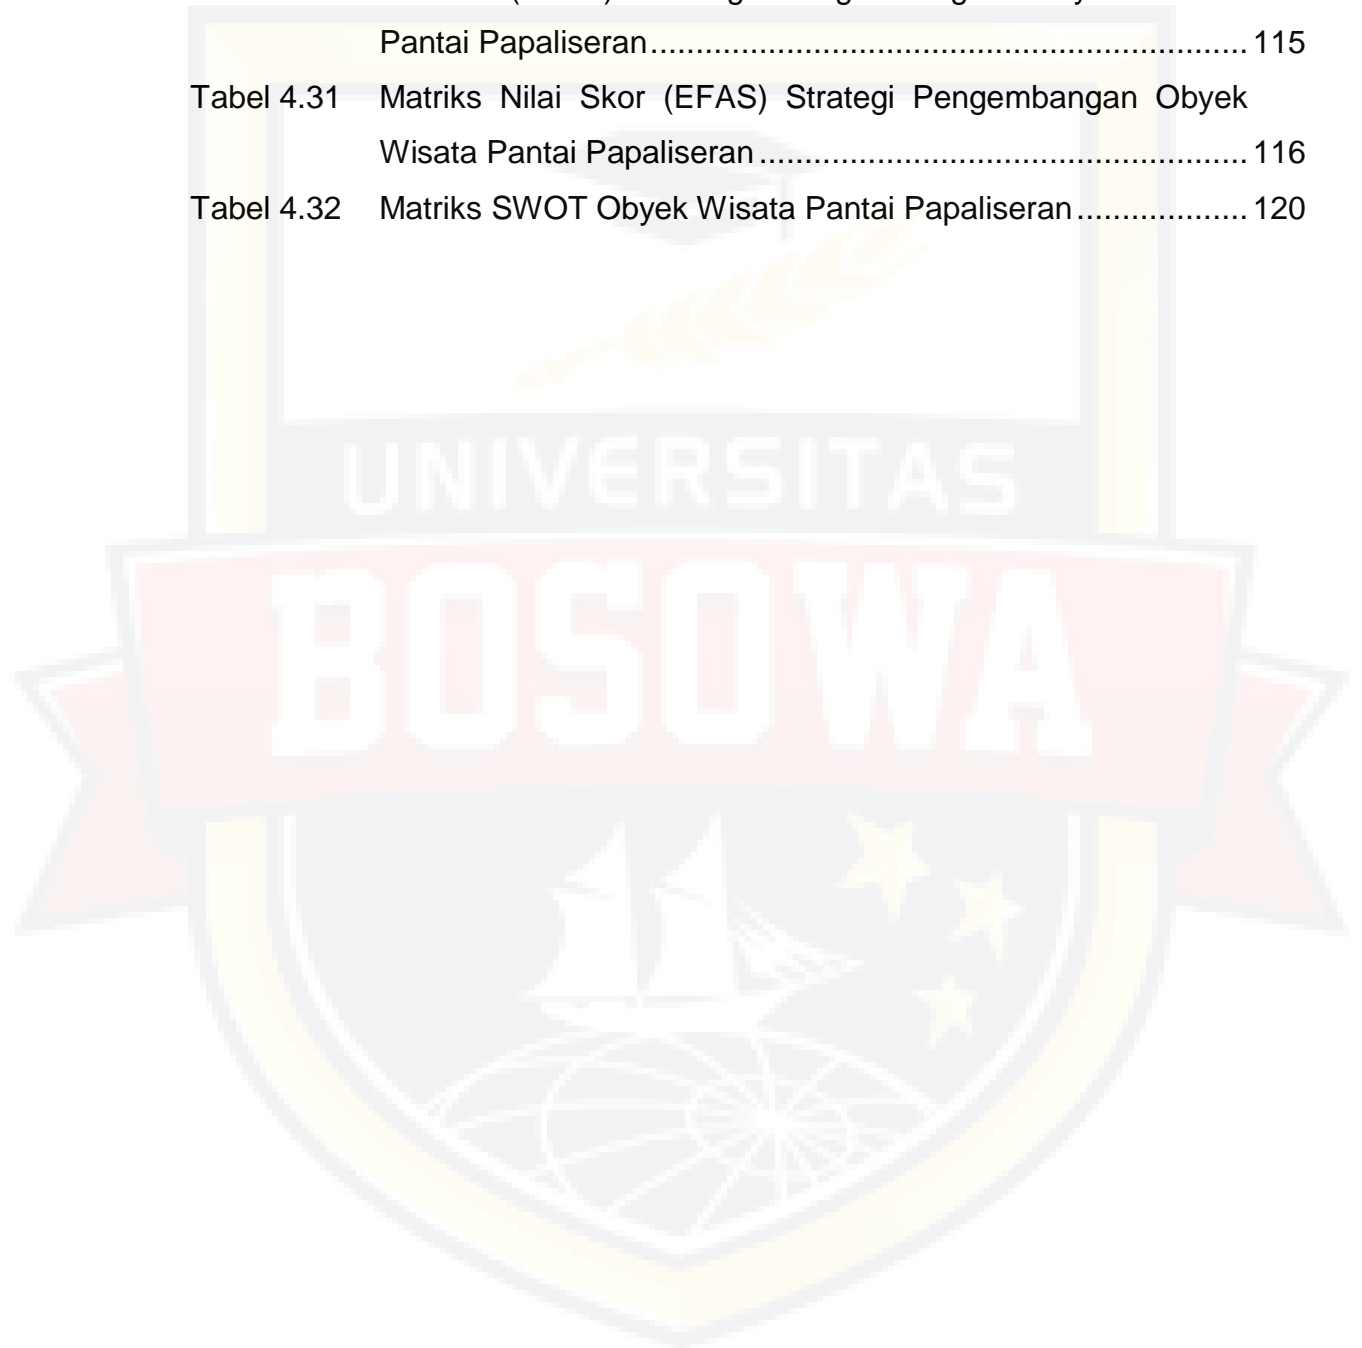 Pantai Papaliseran.................................................................. 115
Tabel 4.31 Matriks Nilai Skor (EFAS) Strategi Pengembangan Obyek
Wisata Pantai Papaliseran...................................................... 116
Tabel 4.32 Matriks SWOT Obyek Wisata Pantai Papaliseran................... 120
UNIVERSITAS
BOSOWA